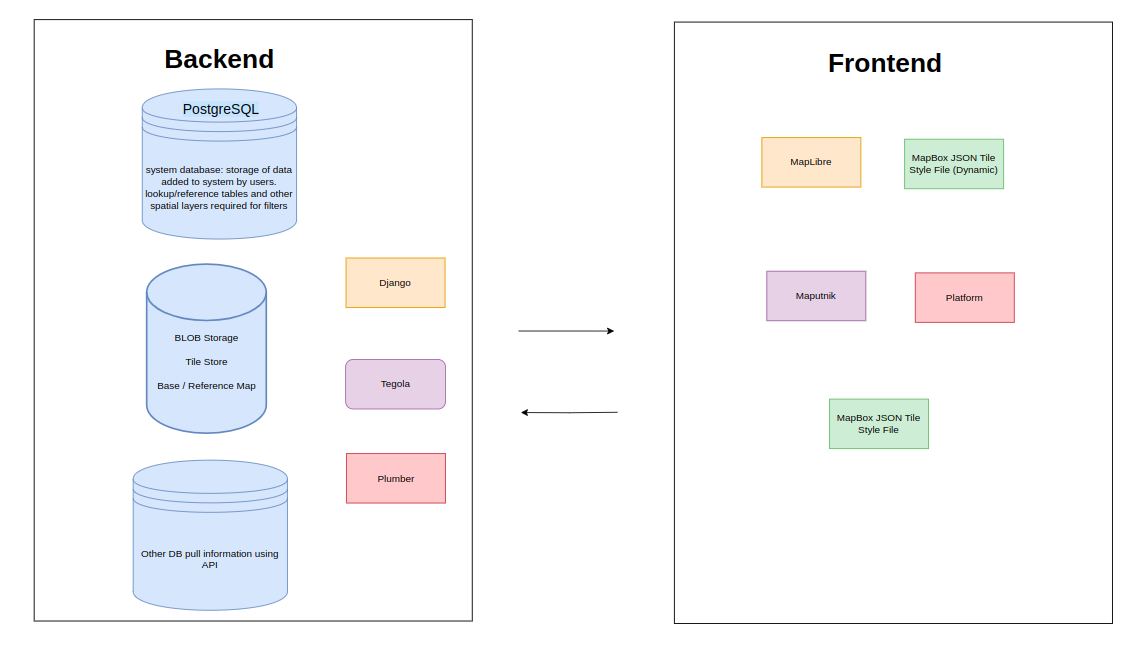 Backend
PostgreSQL
system database: storage of data
added to system by users.
lookup/reference tables and other
spatial layers required for filters
BLOB Storage
Tile Store
Base / Reference Map
Other DB pull information using
API
Django
Tegola
Plumber
Frontend
MapLibre
MapBox JSON Tile
Style File (Dynamic)
Maputnik
Platform
MapBox JSON Tile
Style File